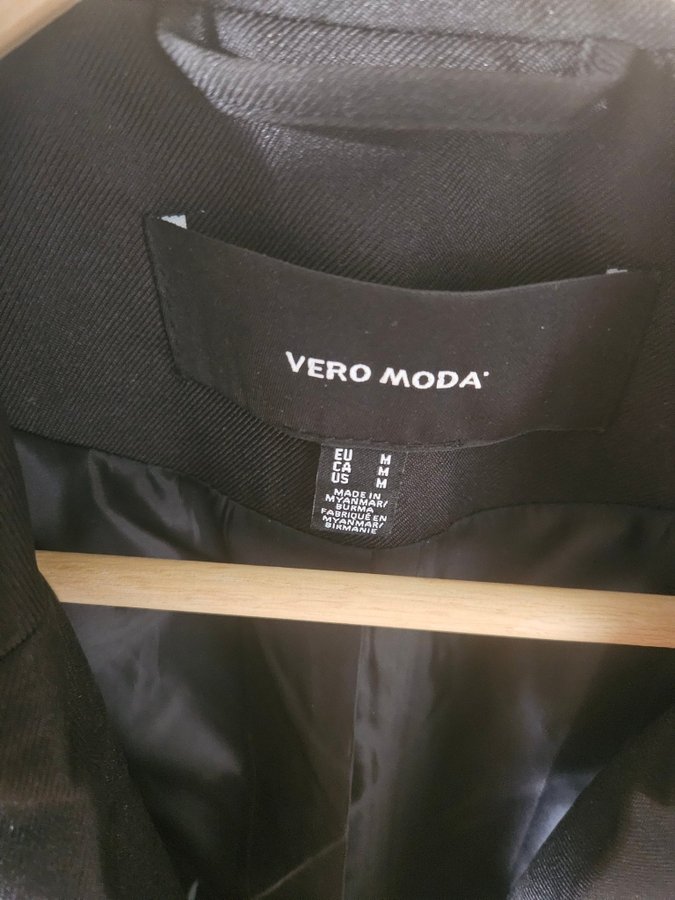 VERO MODA
EU M
CA M
US M
MADE IN
MYANMAR/
BURMA
FABRIQUÉ EN
MYANMAR/
BIRMANIE